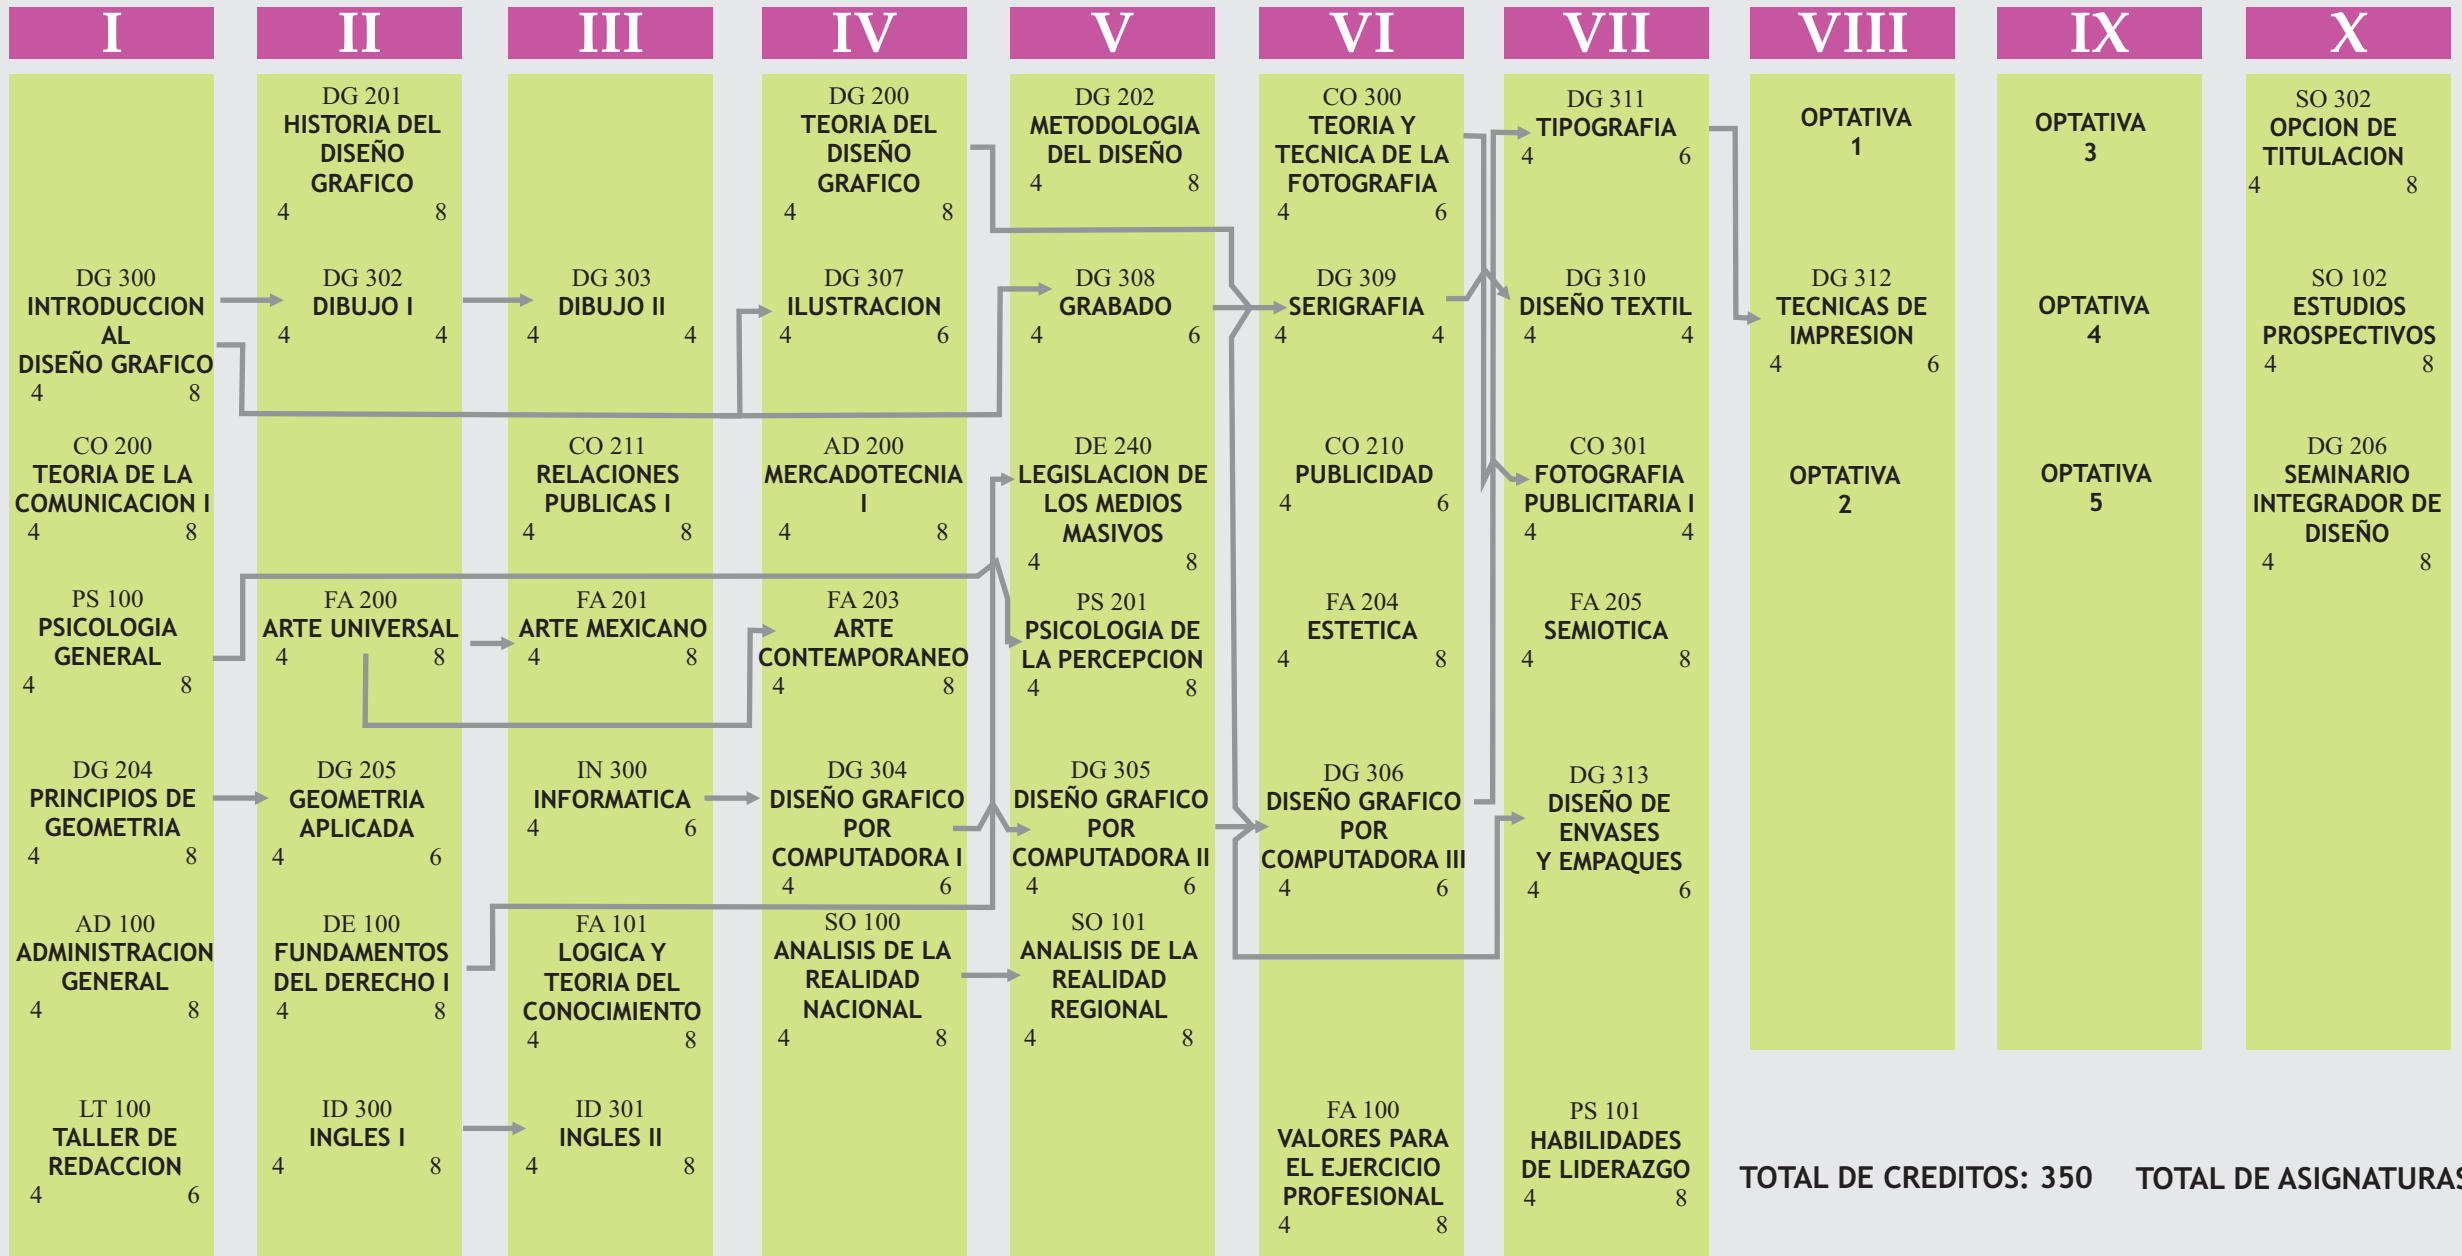 I
II
III
IV
V
VI
VII
VIII
IX
X
DG 300
INTRODUCCION
AL
DISEÑO GRAFICO
4 8
CO 200
TEORIA DE LA
COMUNICACION I
4 8
PS 100
PSICOLOGIA
GENERAL
4 8
DG 204
PRINCIPIOS DE
GEOMETRIA
4 8
AD 100
ADMINISTRACION
GENERAL
4 8
LT 100
TALLER DE
REDACCION
4 6
DG 201
HISTORIA DEL
DISEÑO
GRAFICO
4 8
DG 302
DIBUJO I
4 4
FA 200
ARTE UNIVERSAL
4 8
DG 205
GEOMETRIA
APLICADA
4 6
DE 100
FUNDAMENTOS
DEL DERECHO I
4 8
ID 300
INGLES I
4 8
DG 303
DIBUJO II
4 4
CO 211
RELACIONES
PUBLICAS I
4 8
FA 201
ARTE MEXICANO
4 8
IN 300
INFORMATICA
4 6
FA 101
LOGICA Y
TEORIA DEL
CONOCIMIENTO
4 8
ID 301
INGLES II
4 8
DG 200
TEORIA DEL
DISEÑO
GRAFICO
4 8
DG 307
ILUSTRACION
4 6
AD 200
MERCADOTECNIA
I
4 8
FA 203
ARTE
CONTEMPORANEO
4 8
DG 304
DISEÑO GRAFICO
POR
COMPUTADORA I
4 6
SO 100
ANALISIS DE LA
REALIDAD
NACIONAL
4 8
DG 202
METODOLOGIA
DEL DISEÑO
4 8
DG 308
GRABADO
4 6
DE 240
LEGISLACION DE
LOS MEDIOS
MASIVOS
4 8
PS 201
PSICOLOGIA DE
LA PERCEPCION
4 8
DG 305
DISEÑO GRAFICO
POR
COMPUTADORA II
4 6
SO 101
ANALISIS DE LA
REALIDAD
REGIONAL
4 8
CO 300
TEORIA Y
TECNICA DE LA
FOTOGRAFIA
4 6
DG 309
SERIGRAFIA
4 4
CO 210
PUBLICIDAD
4 6
FA 204
ESTETICA
4 8
DG 306
DISEÑO GRAFICO
POR
COMPUTADORA III
4 6
FA 100
VALORES PARA
EL EJERCICIO
PROFESIONAL
4 8
DG 311
TIPOGRAFIA
4 6
DG 310
DISEÑO TEXTIL
4 4
CO 301
FOTOGRAFIA
PUBLICITARIA I
4 4
FA 205
SEMIOTICA
4 8
DG 313
DISEÑO DE
ENVASES
Y EMPAQUES
4 6
PS 101
HABILIDADES
DE LIDERAZGO
4 8
OPTATIVA
1
DG 312
TECNICAS DE
IMPRESION
4 6
OPTATIVA
2
OPTATIVA
3
OPTATIVA
4
OPTATIVA
5
SO 302
OPCION DE
TITULACION
4 8
SO 102
ESTUDIOS
PROSPECTIVOS
4 8
DG 206
SEMINARIO
INTEGRADOR DE
DISEÑO
4 8
TOTAL DE CREDITOS: 350 TOTAL DE ASIGNATURAS